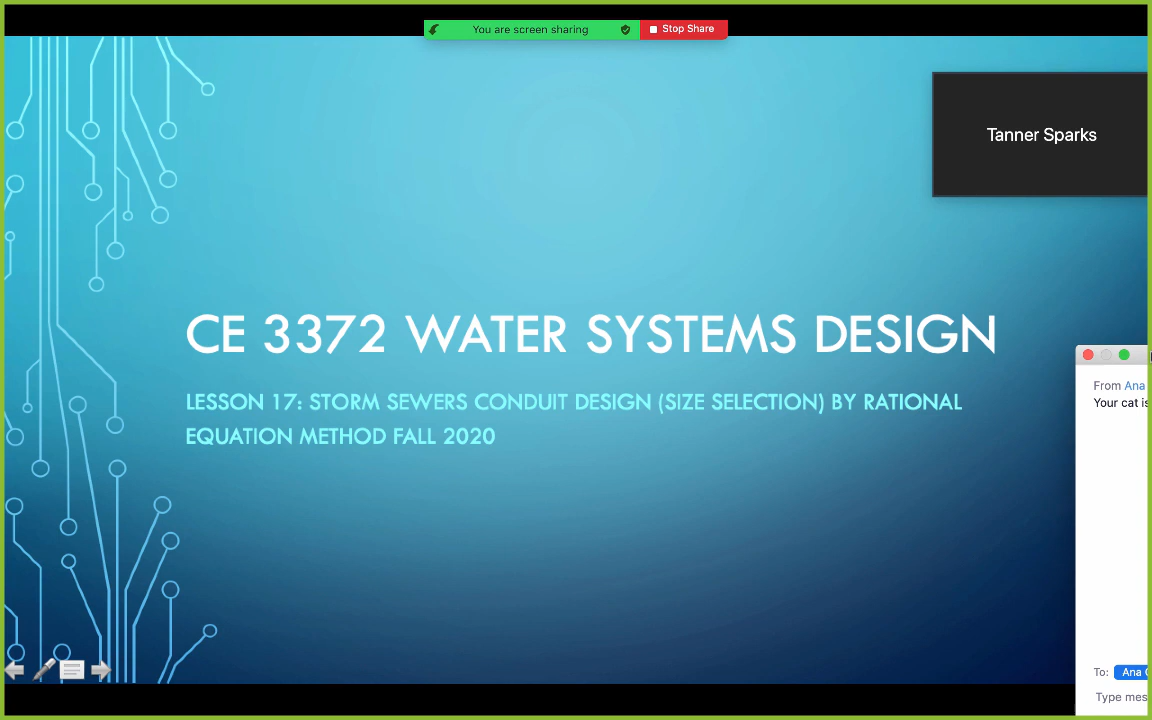 You are screen sharing
Stop Share
Tanner Sparks
CE 3372 WATER SYSTEMS DESIGN
LESSON 17: STORM SEWERS CONDUIT DESIGN (SIZE SELECTION) BY RATIONAL
EQUATION METHOD FALL 2020
From Ana
Your cat is
To: Ana
Type